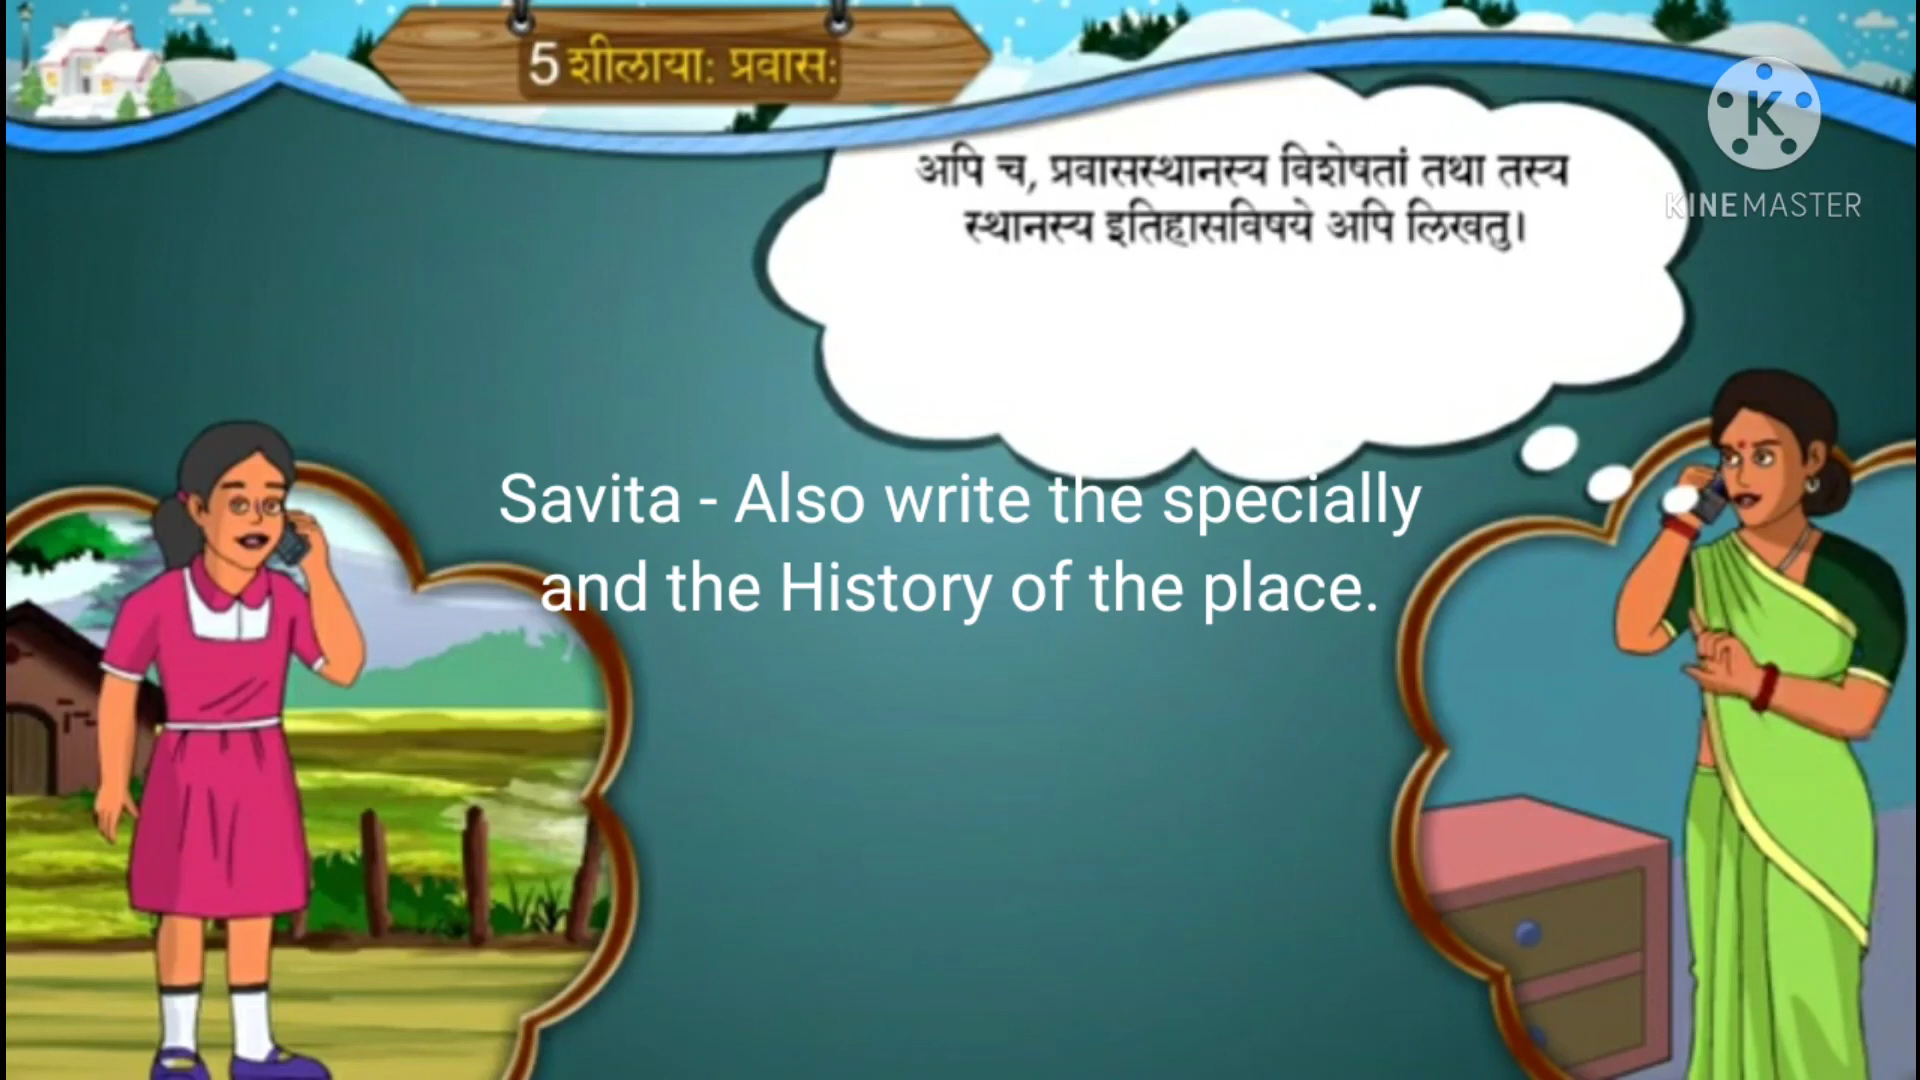 5 शीलायाः प्रवासः
अपि च, प्रवासस्थानस्य विशेषतां तथा तस्य
स्थानस्य इतिहासविषये अपि लिखतु।
K
KINEMASTER
Savita - Also write the specially
and the History of the place.